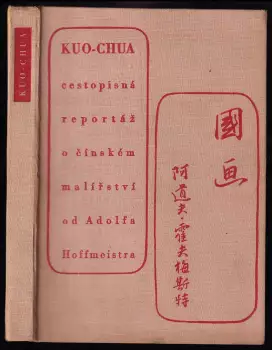 KUO-CHUA
KUO-CHUA
cestopisná
reportáž
o čínském
malířství
od Adolfa
Hoffmeistra
國画
阿道夫·霍夫梅斯特